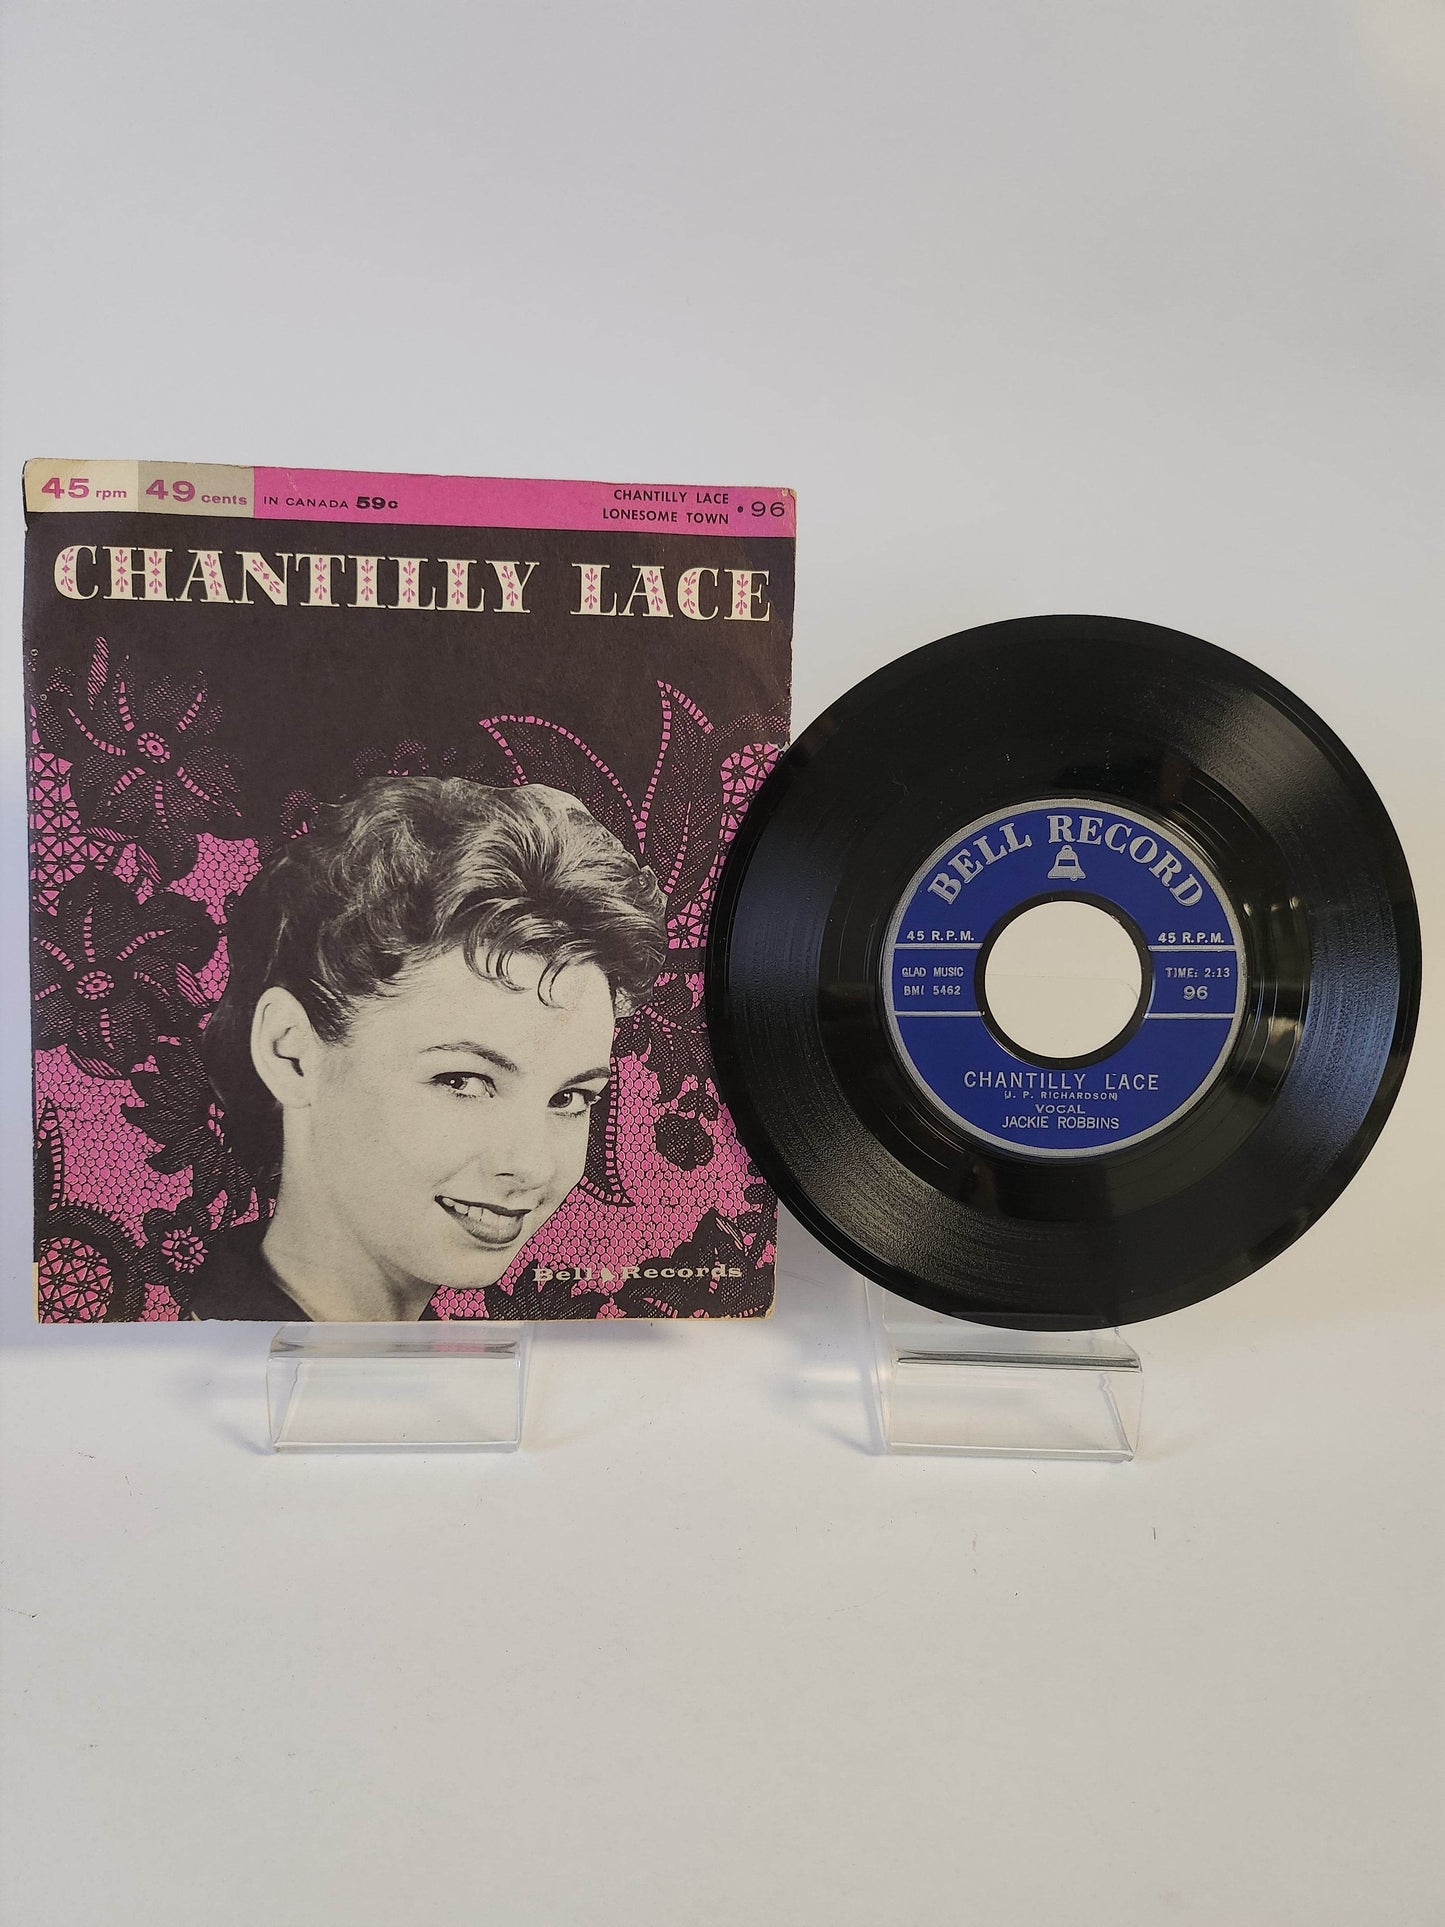 45 rpm 49 cents IN CANADA 59c
CHANTILLY LACE
LONESOME TOWN • 96
CHANTILLY LACE
Bell Records
BELL RECORD
45 R.P.M. 45 R.P.M.
GLAD MUSIC TIME: 2:13
BMI 5462 96
CHANTILLY LACE
(J. P. RICHARDSON)
VOCAL
JACKIE ROBBINS